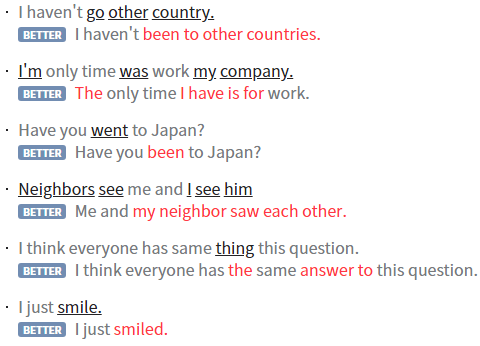 · I haven't go other country.
BETTER I haven't been to other countries.
· I'm only time was work my company.
BETTER The only time I have is for work.
· Have you went to Japan?
BETTER Have you been to Japan?
· Neighbors see me and I see him
BETTER Me and my neighbor saw each other.
· I think everyone has same thing this question.
BETTER I think everyone has the same answer to this question.
· I just smile.
BETTER I just smiled.